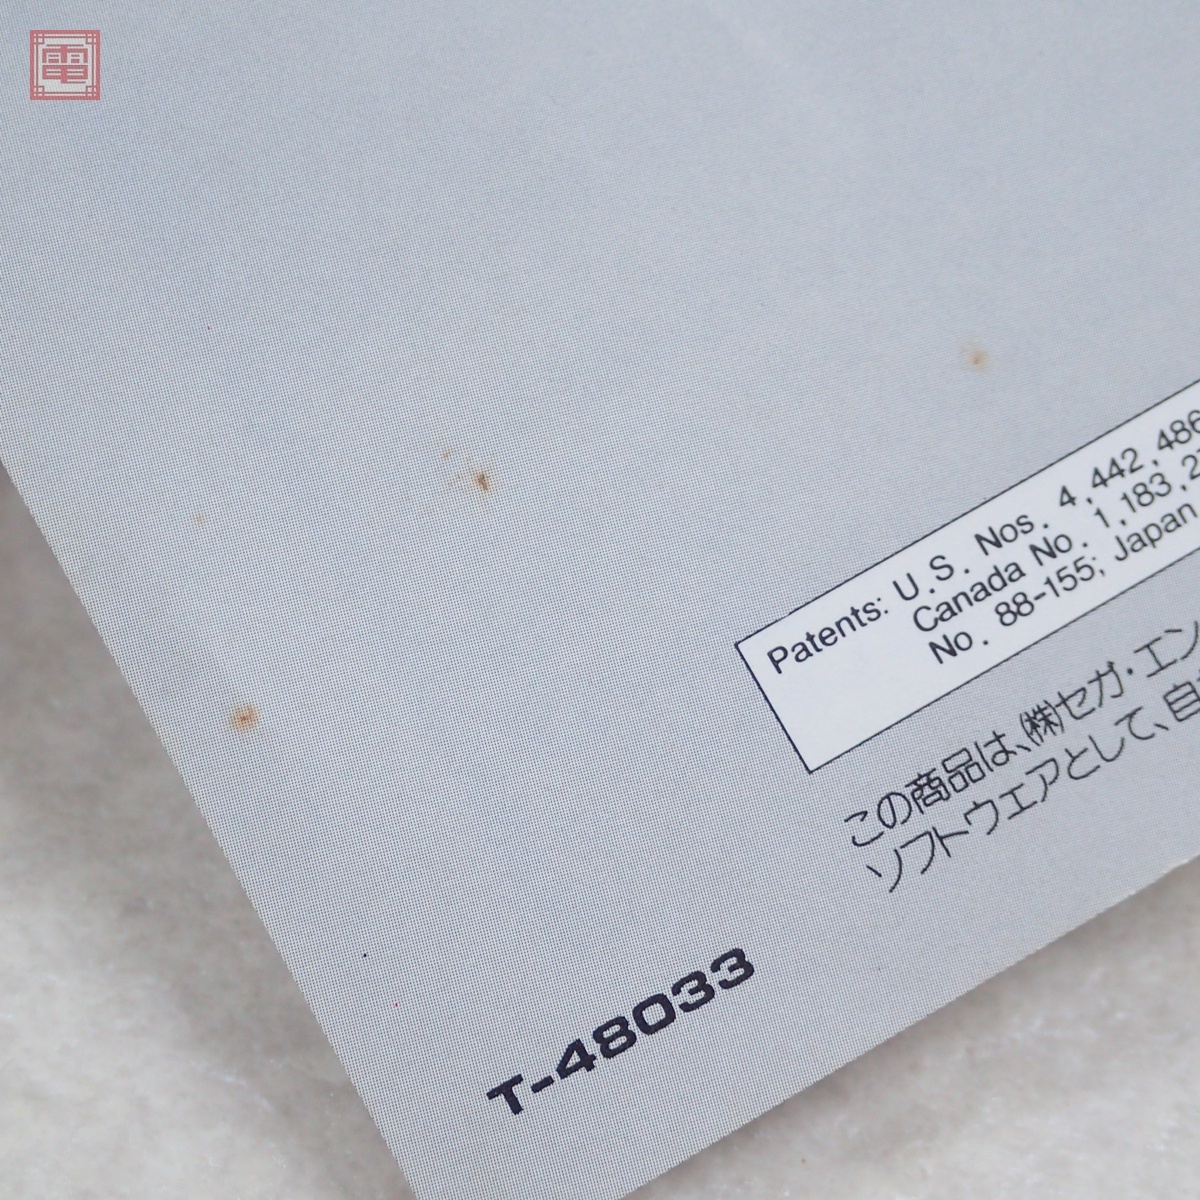 電
Patents: U.S. Nos. 4,442,486
Canada No. 1,183,2
No. 88-155; Japan
この商品は、(株)セガ・エン
ソフトウェアとして、自
T-48033